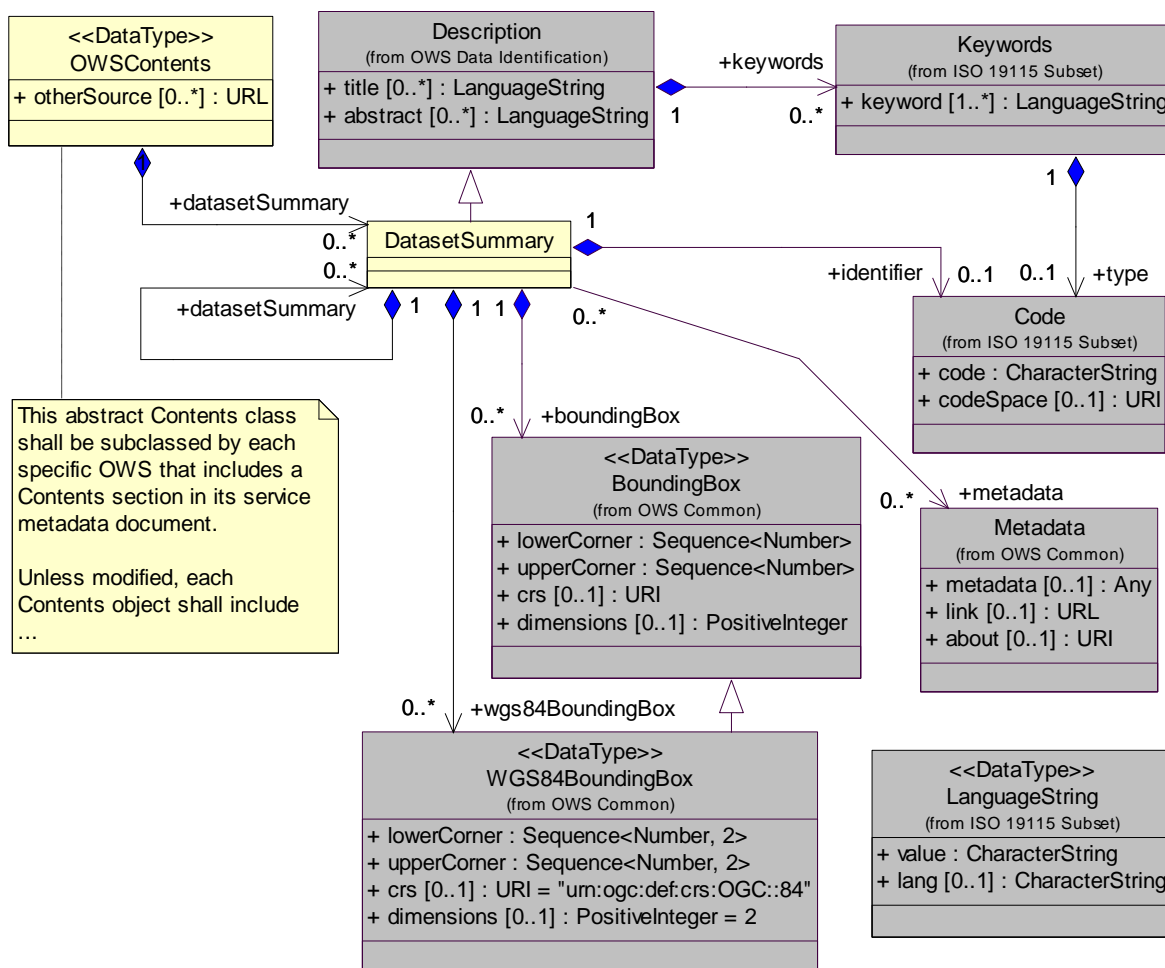 <<DataType>>
OWSContents
+ otherSource [0..*] : URL
Description
(from OWS Data Identification)
+ title [0..*] : LanguageString
+ abstract [0..*] : LanguageString
+keywords
1
0..*
Keywords
(from ISO 19115 Subset)
+ keyword [1..*] : LanguageString
1
+datasetSummary
0..*
1
0..1
+type
DatasetSummary
1
+identifier
0..1
0..*
+datasetSummary
1
1
1
0..*
Code
(from ISO 19115 Subset)
+ code : CharacterString
+ codeSpace [0..1] : URI
This abstract Contents class
shall be subclassed by each
specific OWS that includes a
Contents section in its service
metadata document.
Unless modified, each
Contents object shall include
...
0..*
+boundingBox
<<DataType>>
BoundingBox
(from OWS Common)
+ lowerCorner : Sequence<Number>
+ upperCorner : Sequence<Number>
+ crs [0..1] : URI
+ dimensions [0..1] : PositiveInteger
0..*
+metadata
Metadata
(from OWS Common)
+ metadata [0..1] : Any
+ link [0..1] : URL
+ about [0..1] : URI
0..*
+wgs84BoundingBox
<<DataType>>
WGS84BoundingBox
(from OWS Common)
+ lowerCorner : Sequence<Number, 2>
+ upperCorner : Sequence<Number, 2>
+ crs [0..1] : URI = "urn:ogc:def:crs:OGC::84"
+ dimensions [0..1] : PositiveInteger = 2
<<DataType>>
LanguageString
(from ISO 19115 Subset)
+ value : CharacterString
+ lang [0..1] : CharacterString